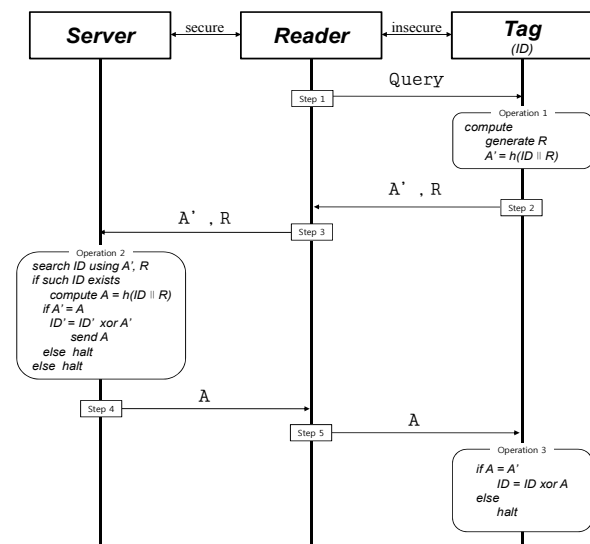 Server
secure
Reader
insecure
Tag
(ID)
Query
Step 1
Operation 1
compute
generate R
A' = h(ID || R)
A' , R
Step 2
A' , R
Step 3
Operation 2
search ID using A', R
if such ID exists
compute A = h(ID || R)
if A' = A
ID' = ID' xor A'
send A
else halt
else halt
A
Step 4
A
Step 5
Operation 3
if A = A'
ID = ID xor A
else
halt